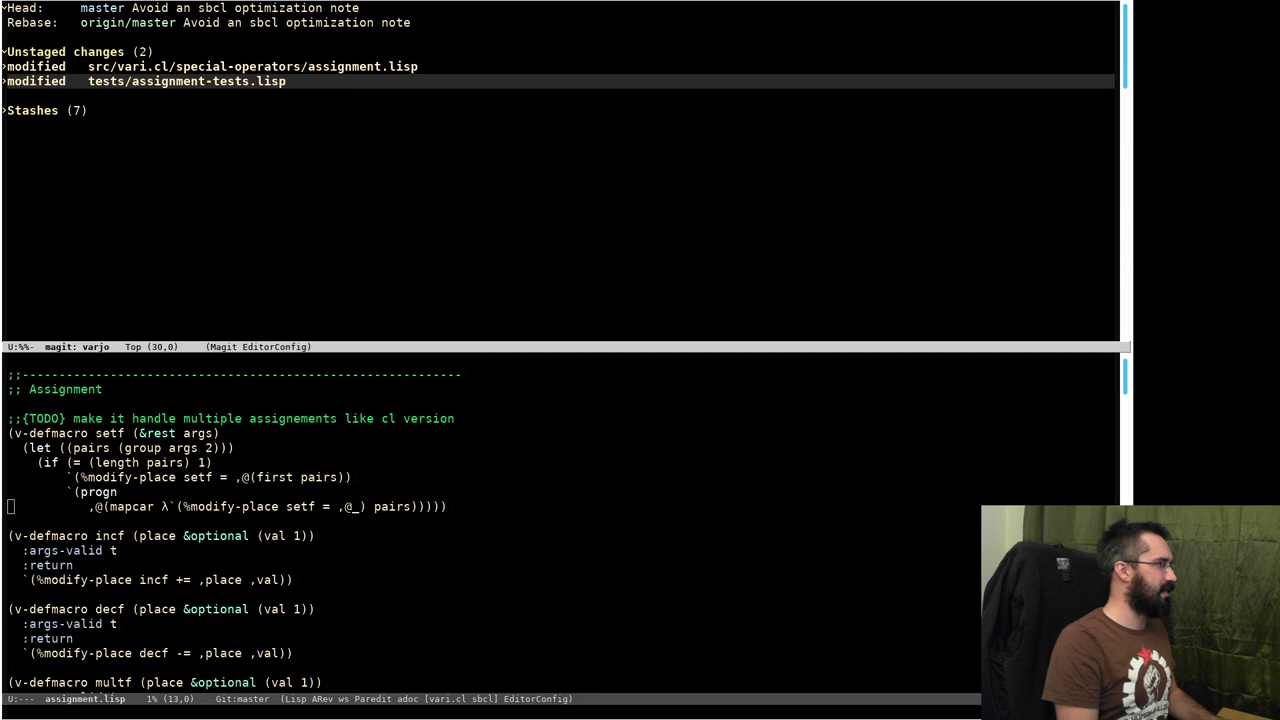 Head:     master Avoid an sbcl optimization note
Rebase:   origin/master Avoid an sbcl optimization note
Unstaged changes (2)
modified   src/vari.cl/special-operators/assignment.lisp
modified   tests/assignment-tests.lisp
Stashes (7)
U:%%-  magit: varjo   Top (30,0)     (Magit EditorConfig)
;;------------------------------------------------------------
;; Assignment
;;{TODO} make it handle multiple assignements like cl version
(v-defmacro setf (&rest args)
  (let ((pairs (group args 2)))
    (if (= (length pairs) 1)
        `(%modify-place setf = ,@(first pairs))
        `(progn
           ,@(mapcar λ`(%modify-place setf = ,@_) pairs)))))
(v-defmacro incf (place &optional (val 1))
  :args-valid t
  :return
  `(%modify-place incf += ,place ,val))
(v-defmacro decf (place &optional (val 1))
  :args-valid t
  :return
  `(%modify-place decf -= ,place ,val))
(v-defmacro multf (place &optional (val 1))
U:---  assignment.lisp   1% (13,0)     Git:master  (Lisp ARev ws Paredit adoc [vari.cl sbcl] EditorConfig)